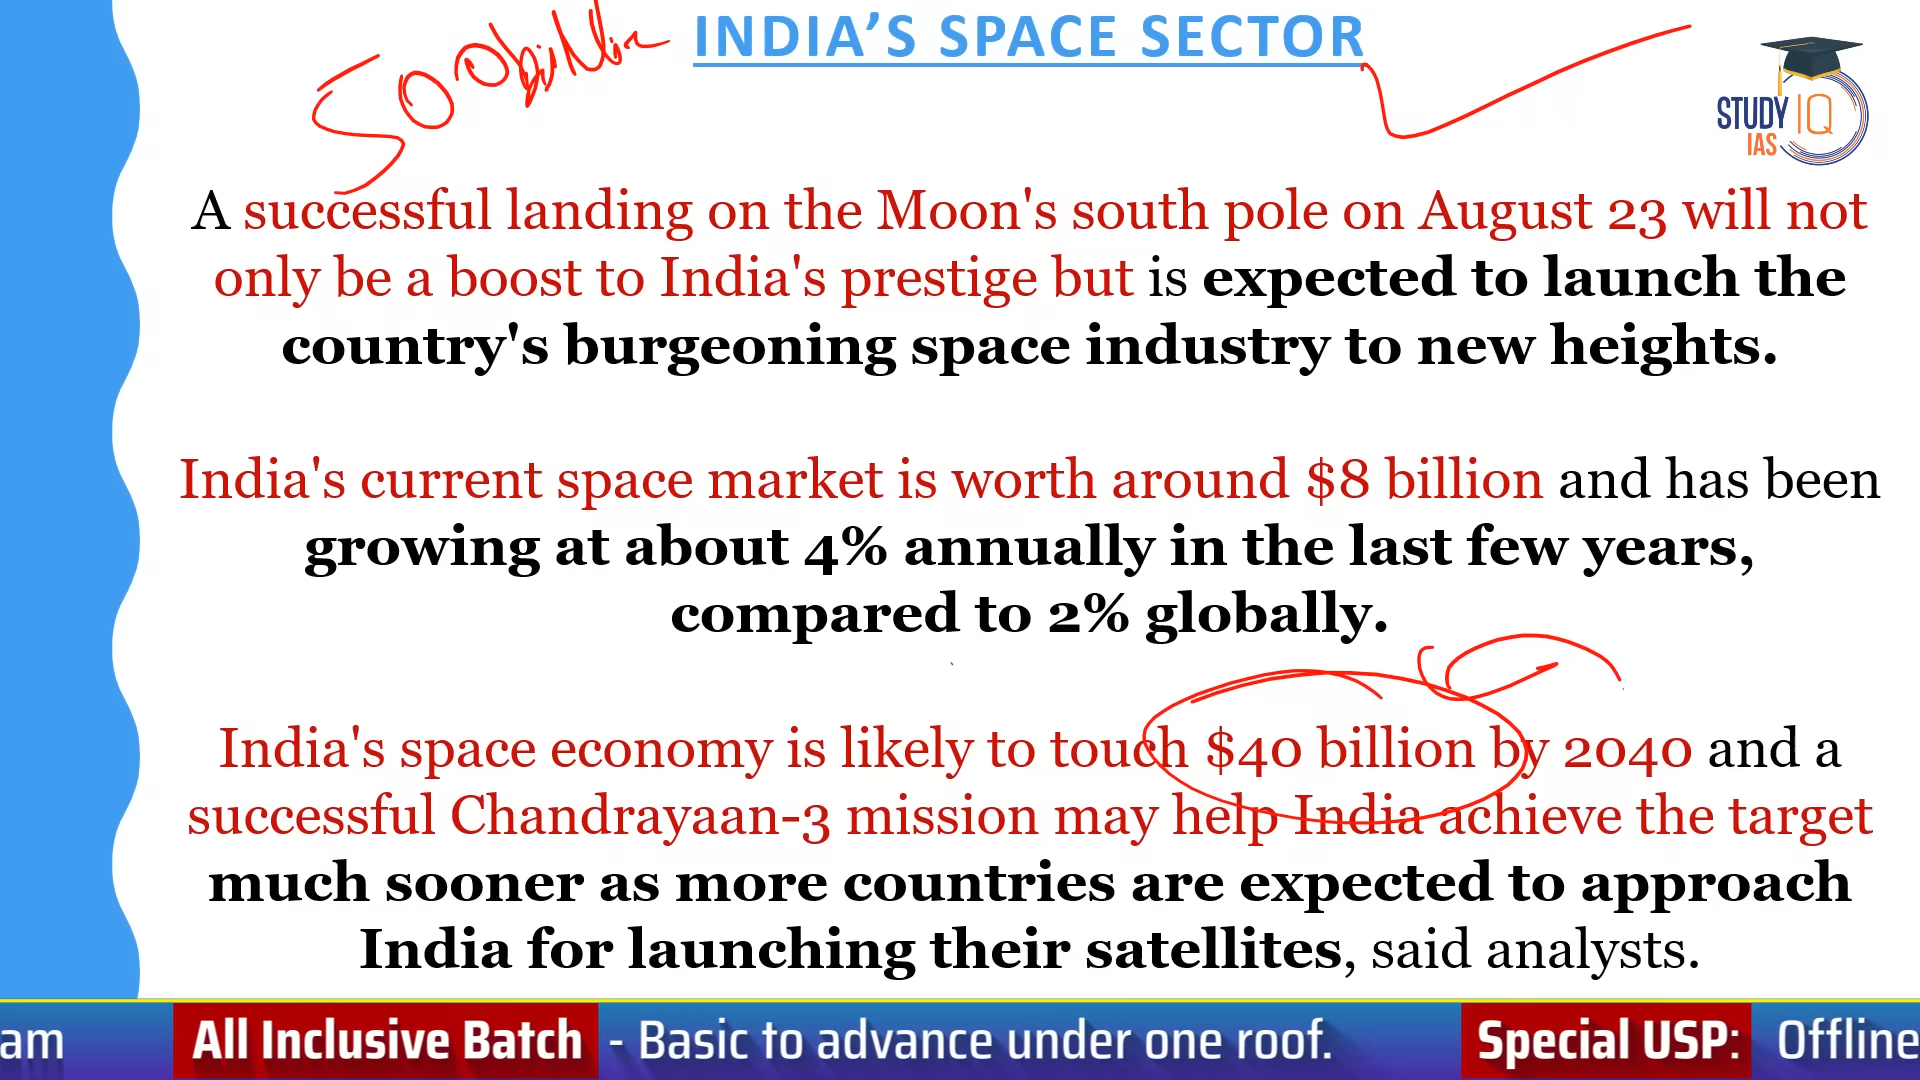 500 billion
INDIA’S SPACE SECTOR
STUDY IQ
IAS
A successful landing on the Moon's south pole on August 23 will not
only be a boost to India's prestige but is expected to launch the
country's burgeoning space industry to new heights.
India's current space market is worth around $8 billion and has been
growing at about 4% annually in the last few years,
compared to 2% globally.
India's space economy is likely to touch $40 billion by 2040 and a
successful Chandrayaan-3 mission may help India achieve the target
much sooner as more countries are expected to approach
India for launching their satellites, said analysts.
am All Inclusive Batch - Basic to advance under one roof. Special USP: Offline